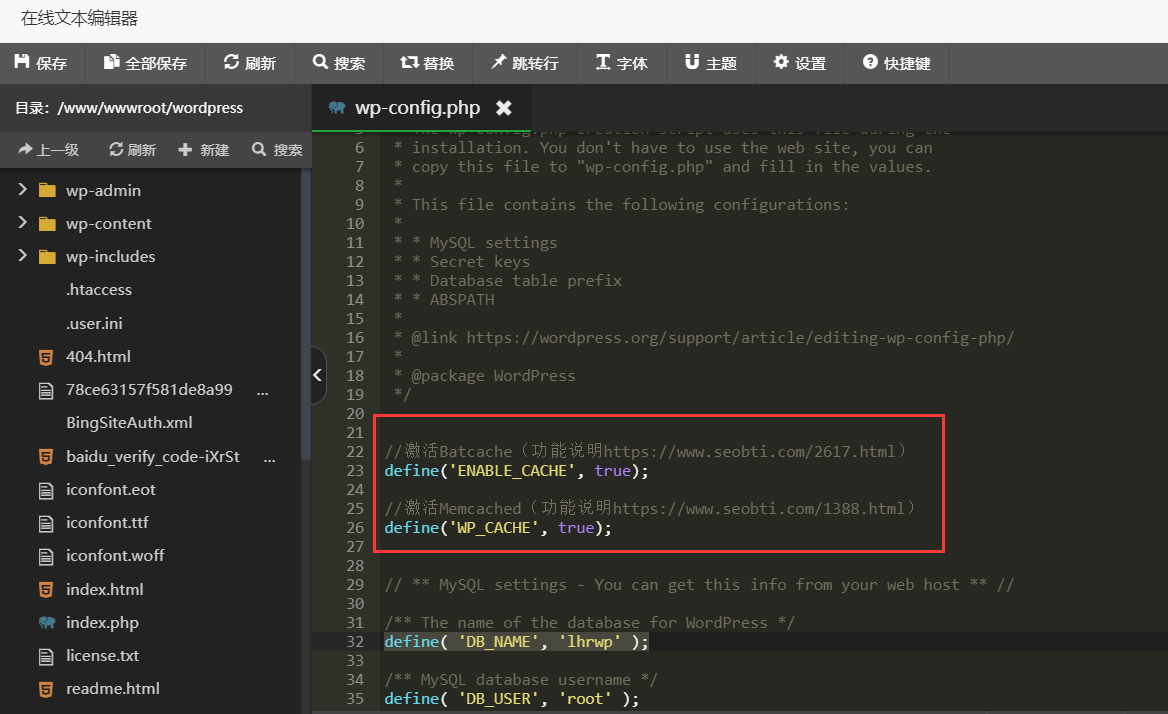 在线文本编辑器
保存 全部保存 刷新 搜索 替换 跳转行 字体 主题 设置 快捷键
目录：/www/wwwroot/wordpress
上一级 刷新 新建 搜索
wp-admin
wp-content
wp-includes
.htaccess
.user.ini
404.html
78ce63157f581de8a99 ...
BingSiteAuth.xml
baidu_verify_code-iXrSt ...
iconfont.eot
iconfont.ttf
iconfont.woff
index.html
index.php
license.txt
readme.html
wp-config.php
6 * installation. You don't have to use the web site, you can
7 * copy this file to "wp-config.php" and fill in the values.
8 *
9 * This file contains the following configurations:
10 *
11 * * MySQL settings
12 * * Secret keys
13 * * Database table prefix
14 * * ABSPATH
15 *
16 * @link https://wordpress.org/support/article/editing-wp-config-php/
17 *
18 * @package WordPress
19 */
20
21
22 //激活Batcache（功能说明https://www.seobti.com/2617.html）
23 define('ENABLE_CACHE', true);
24
25 //激活Memcached（功能说明https://www.seobti.com/1388.html）
26 define('WP_CACHE', true);
27
28
29 // ** MySQL settings - You can get this info from your web host ** //
30
31 /** The name of the database for WordPress */
32 define( 'DB_NAME', 'lhrwp' );
33
34 /** MySQL database username */
35 define( 'DB_USER', 'root' );